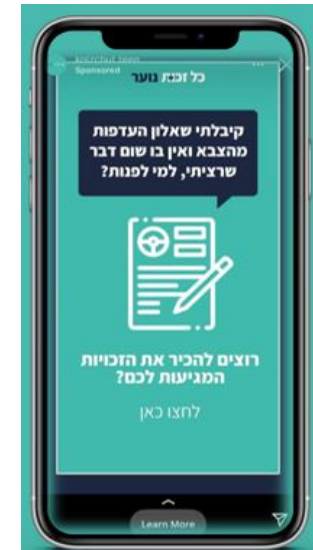 kolzchut_teen
Sponsored
כל זכות נוער
קיבלתי שאלון העדפות
מהצבא ואין בו שום דבר
שרציתי, למי לפנות?
רוצים להכיר את הזכויות
המגיעות לכם?
לחצו כאן
Learn More